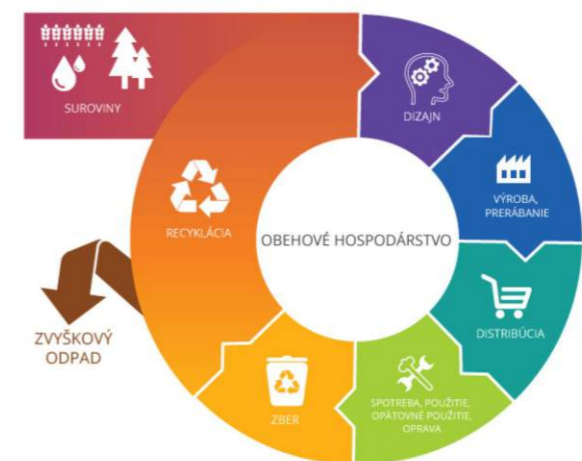 SUROVINY
DIZAJN
VÝROBA,
PRERÁBANIE
RECYKLÁCIA
OBEHOVÉ HOSPODÁRSTVO
DISTRIBÚCIA
ZVYŠKOVÝ
ODPAD
SPOTREBA, POUŽITIE,
OPÄTOVNÉ POUŽITIE,
OPRAVA
ZBER